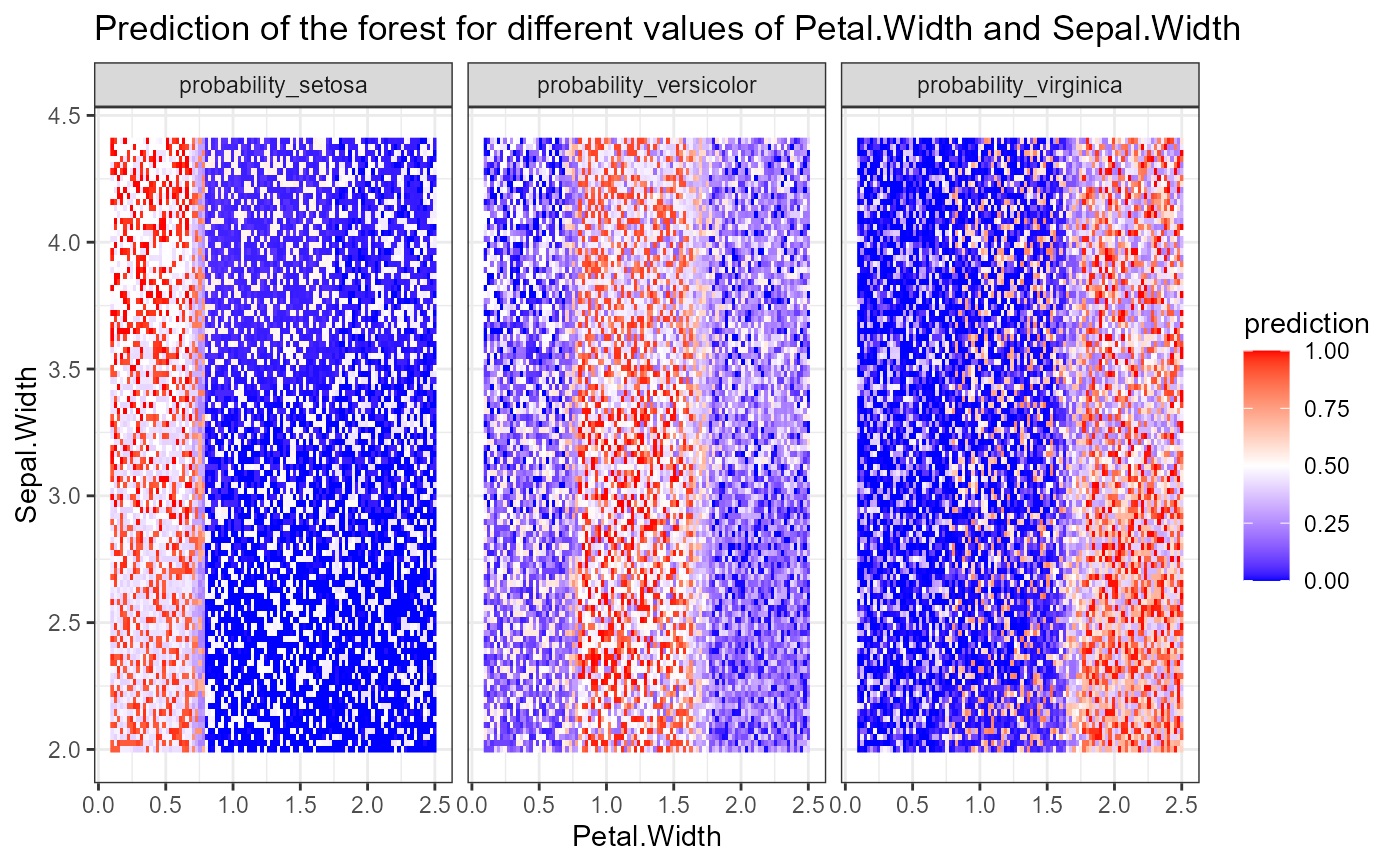 Prediction of the forest for different values of Petal.Width and Sepal.Width
probability_setosa
probability_versicolor
probability_virginica
4.5
4.0
3.5
3.0
2.5
2.0
Sepal.Width
0.0 0.5 1.0 1.5 2.0 2.5
0.0 0.5 1.0 1.5 2.0 2.5
0.0 0.5 1.0 1.5 2.0 2.5
Petal.Width
prediction
1.00
0.75
0.50
0.25
0.00